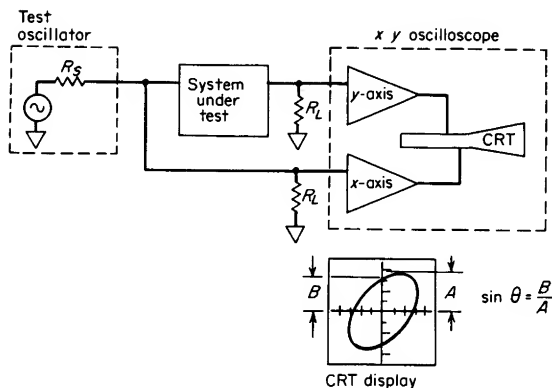 Test
oscillator
x y oscilloscope
R_S
System
under
test
R_L
y-axis
CRT
R_L
x-axis
B
A
sin θ = B/A
CRT display